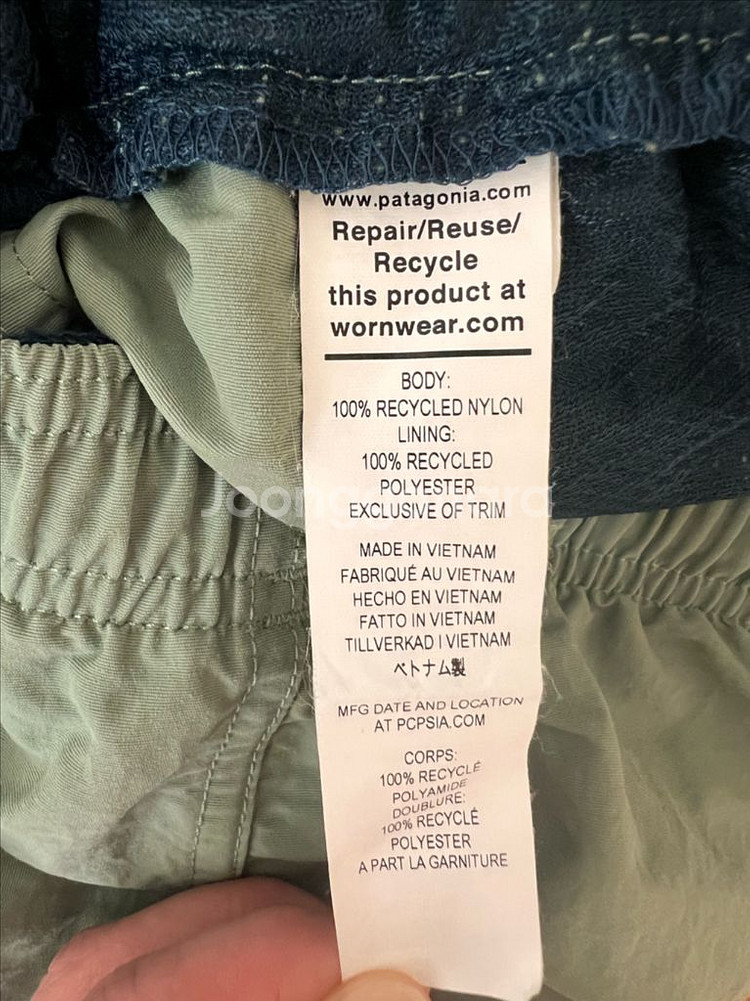 www.patagonia.com
Repair/Reuse/
Recycle
this product at
wornwear.com
BODY:
100% RECYCLED NYLON
LINING:
100% RECYCLED
POLYESTER
EXCLUSIVE OF TRIM
MADE IN VIETNAM
FABRIQUÉ AU VIETNAM
HECHO EN VIETNAM
FATTO IN VIETNAM
TILLVERKAD I VIETNAM
ベトナム製
MFG DATE AND LOCATION
AT PCPSIA.COM
CORPS:
100% RECYCLÉ
POLYAMIDE
DOUBLURE:
100% RECYCLÉ
POLYESTER
A PART LA GARNITURE